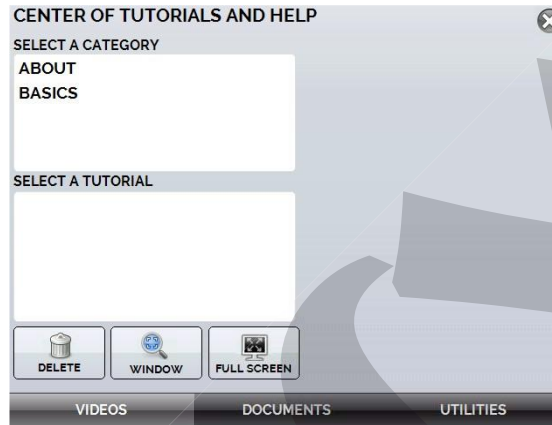 CENTER OF TUTORIALS AND HELP
SELECT A CATEGORY
ABOUT
BASICS
SELECT A TUTORIAL
DELETE
WINDOW
FULL SCREEN
VIDEOS
DOCUMENTS
UTILITIES